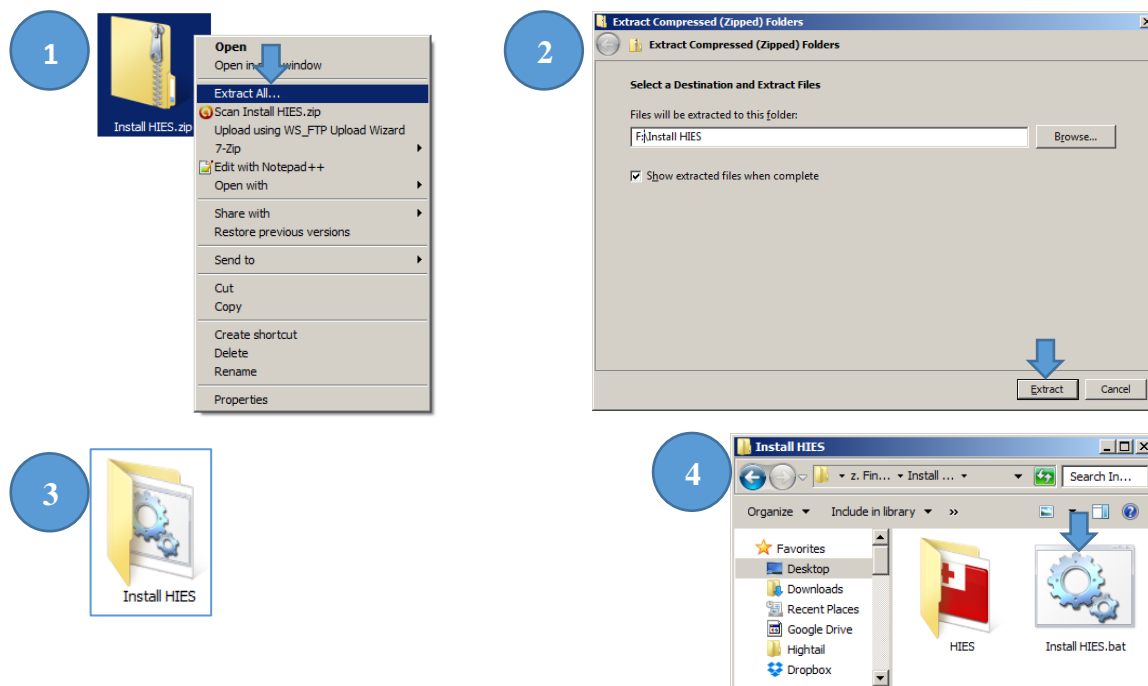 1
Install HIES.zip
Open
Open in window
Extract All...
Scan Install HIES.zip
Upload using WS_FTP Upload Wizard
7-Zip
Edit with Notepad++
Open with
Share with
Restore previous versions
Send to
Cut
Copy
Create shortcut
Delete
Rename
Properties
2
Extract Compressed (Zipped) Folders
Extract Compressed (Zipped) Folders
Select a Destination and Extract Files
Files will be extracted to this folder:
F:\Install HIES
Browse...
Show extracted files when complete
Extract
Cancel
3
Install HIES
4
Install HIES
z. Fin... Install ...
Search In...
Organize
Include in library
»
Favorites
Desktop
Downloads
Recent Places
Google Drive
Hightail
Dropbox
HIES
Install HIES.bat